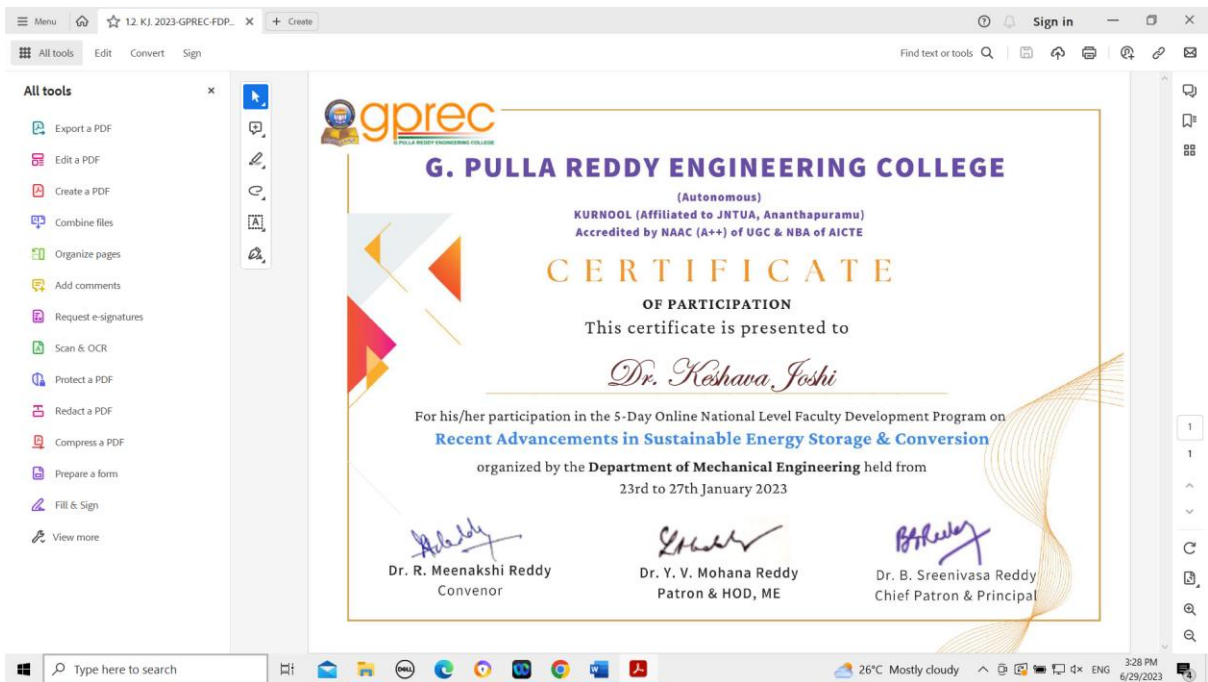 Menu
12. KJ. 2023-GPREC-FDP...
+ Create
Sign in
All tools
Edit
Convert
Sign
Find text or tools
All tools
Export a PDF
Edit a PDF
Create a PDF
Combine files
Organize pages
Add comments
Request e-signatures
Scan & OCR
Protect a PDF
Redact a PDF
Compress a PDF
Prepare a form
Fill & Sign
View more
gprec
G. PULLA REDDY ENGINEERING COLLEGE
G. PULLA REDDY ENGINEERING COLLEGE
(Autonomous)
KURNOOL (Affiliated to JNTUA, Ananthapuramu)
Accredited by NAAC (A++) of UGC & NBA of AICTE
CERTIFICATE
OF PARTICIPATION
This certificate is presented to
Dr. Keshava Joshi
For his/her participation in the 5-Day Online National Level Faculty Development Program on
Recent Advancements in Sustainable Energy Storage & Conversion
organized by the Department of Mechanical Engineering held from
23rd to 27th January 2023
Dr. R. Meenakshi Reddy
Convenor
Dr. Y. V. Mohana Reddy
Patron & HOD, ME
Dr. B. Sreenivasa Reddy
Chief Patron & Principal
1
1
Type here to search
DELL
26°C Mostly cloudy
ENG
3:28 PM
6/29/2023
4